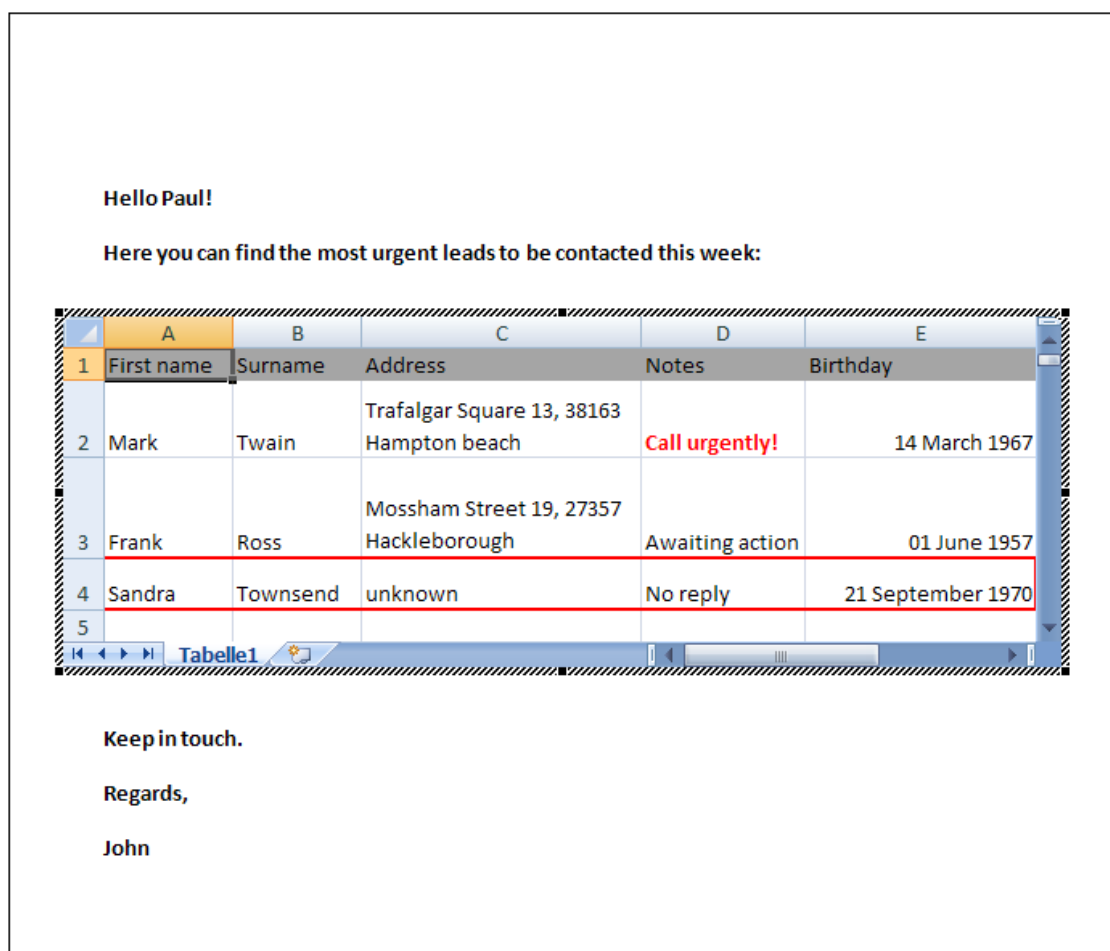 Hello Paul!
Here you can find the most urgent leads to be contacted this week:
A B C D E
1 First name Surname Address Notes Birthday
Trafalgar Square 13, 38163
2 Mark Twain Hampton beach Call urgently! 14 March 1967
Mossham Street 19, 27357
3 Frank Ross Hackleborough Awaiting action 01 June 1957
4 Sandra Townsend unknown No reply 21 September 1970
5
Tabelle1
Keep in touch.
Regards,
John